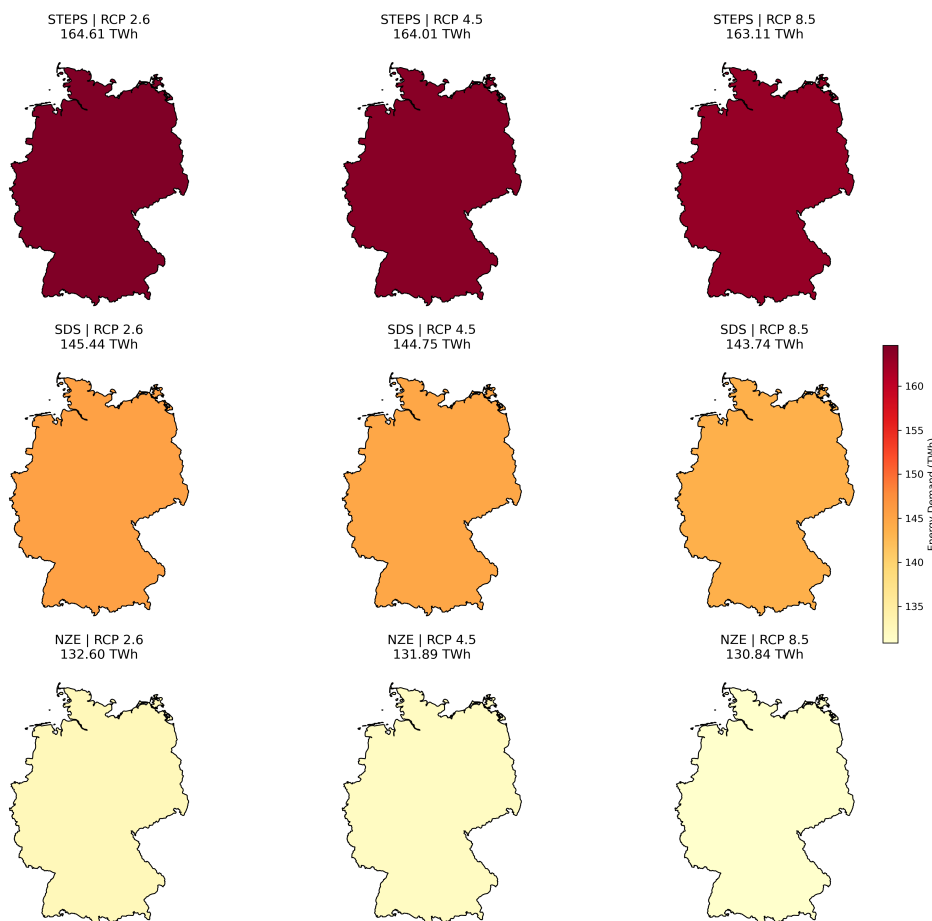 STEPS | RCP 2.6
164.61 TWh
STEPS | RCP 4.5
164.01 TWh
STEPS | RCP 8.5
163.11 TWh
SDS | RCP 2.6
145.44 TWh
SDS | RCP 4.5
144.75 TWh
SDS | RCP 8.5
143.74 TWh
160
155
150
145
140
135
Energy Demand (TWh)
NZE | RCP 2.6
132.60 TWh
NZE | RCP 4.5
131.89 TWh
NZE | RCP 8.5
130.84 TWh